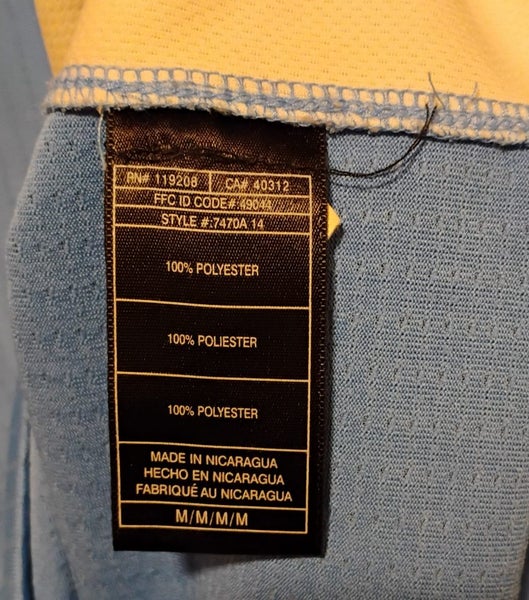 RN# 119208 CA# 40312
FFC ID CODE#:49044
STYLE #:7470A 14
100% POLYESTER
100% POLIESTER
100% POLYESTER
MADE IN NICARAGUA
HECHO EN NICARAGUA
FABRIQUÉ AU NICARAGUA
M/M/M/M